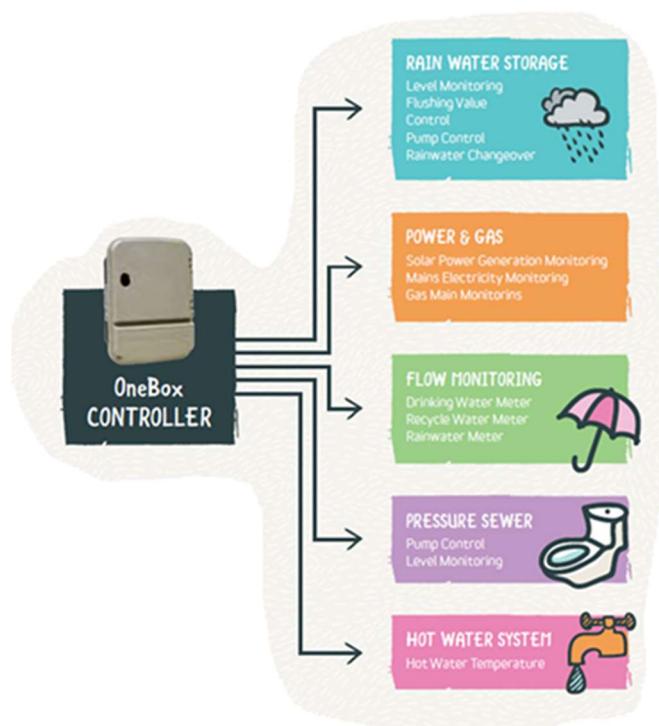 OneBox
CONTROLLER
RAIN WATER STORAGE
Level Monitoring
Flushing Value
Control
Pump Control
Rainwater Changeover
POWER & GAS
Solar Power Generation Monitoring
Mains Electricity Monitoring
Gas Main Monitorins
FLOW MONITORING
Drinking Water Meter
Recycle Water Meter
Rainwater Meter
PRESSURE SEWER
Pump Control
Level Monitoring
HOT WATER SYSTEM
Hot Water Temperature